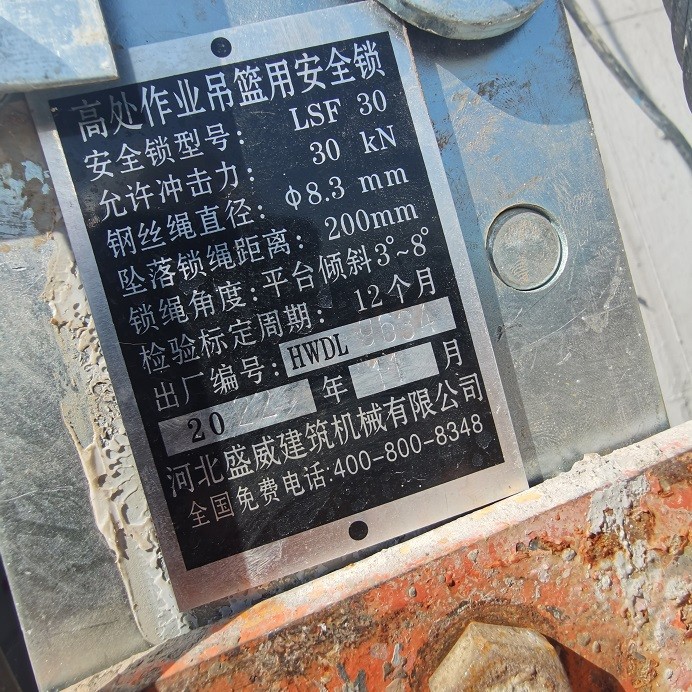 高处作业吊篮用安全锁
安全锁型号： LSF 30
允许冲击力： 30 kN
钢丝绳直径： φ8.3 mm
坠落锁绳距离： 200mm
锁绳角度：平台倾斜3°~8°
检验标定周期： 12个月
出厂编号：HWDL 9634
20 22 年 11 月
河北盛威建筑机械有限公司
全国免费电话:400-800-8348